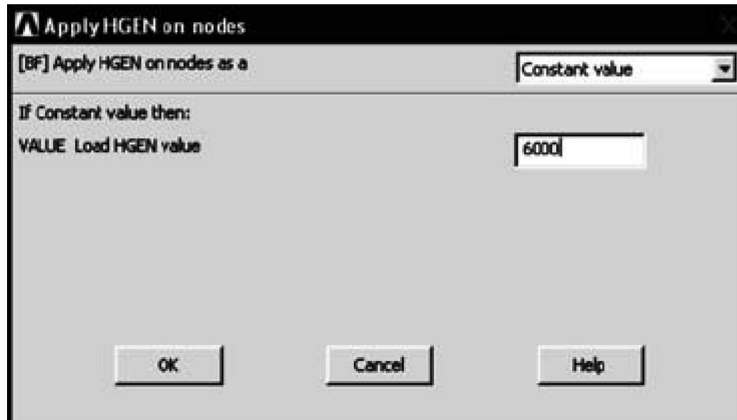 Apply HGEN on nodes
[BF] Apply HGEN on nodes as a Constant value
If Constant value then:
VALUE Load HGEN value 6000
OK Cancel Help